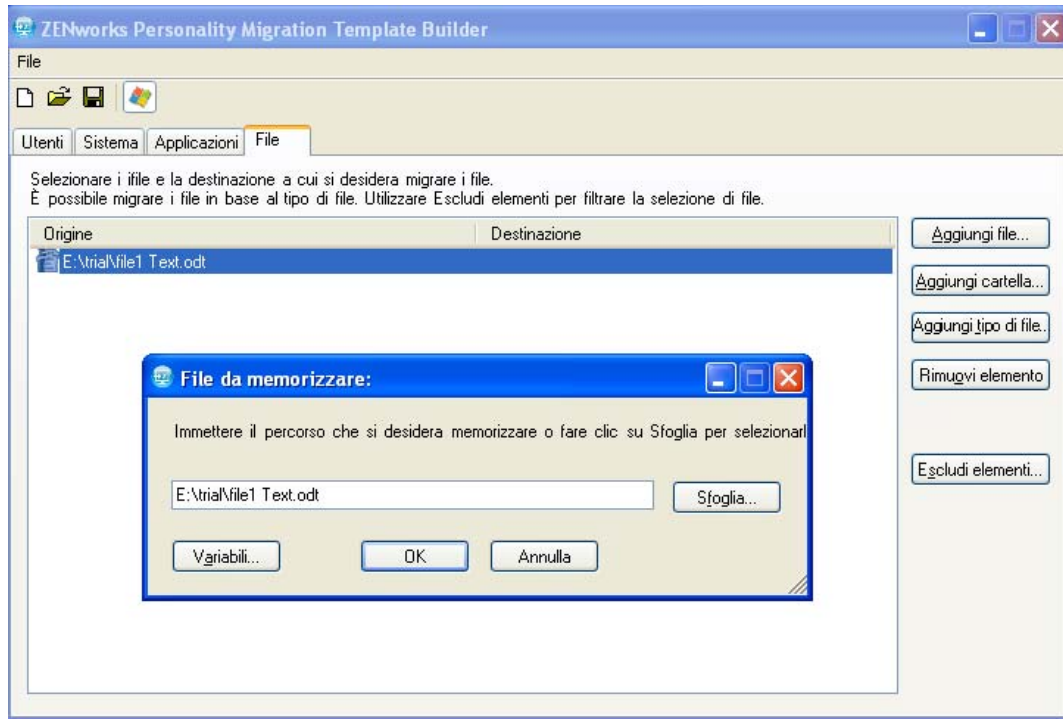 ZENworks Personality Migration Template Builder
File
Utenti Sistema Applicazioni File
Selezionare i ifile e la destinazione a cui si desidera migrare i file.
È possibile migrare i file in base al tipo di file. Utilizzare Escludi elementi per filtrare la selezione di file.
Origine Destinazione
E:\trial\file1 Text.odt
Aggiungi file...
Aggiungi cartella...
Aggiungi tipo di file..
Rimuovi elemento
Escludi elementi...
File da memorizzare:
Immettere il percorso che si desidera memorizzare o fare clic su Sfoglia per selezionarl
E:\trial\file1 Text.odt
Sfoglia...
Variabili... OK Annulla